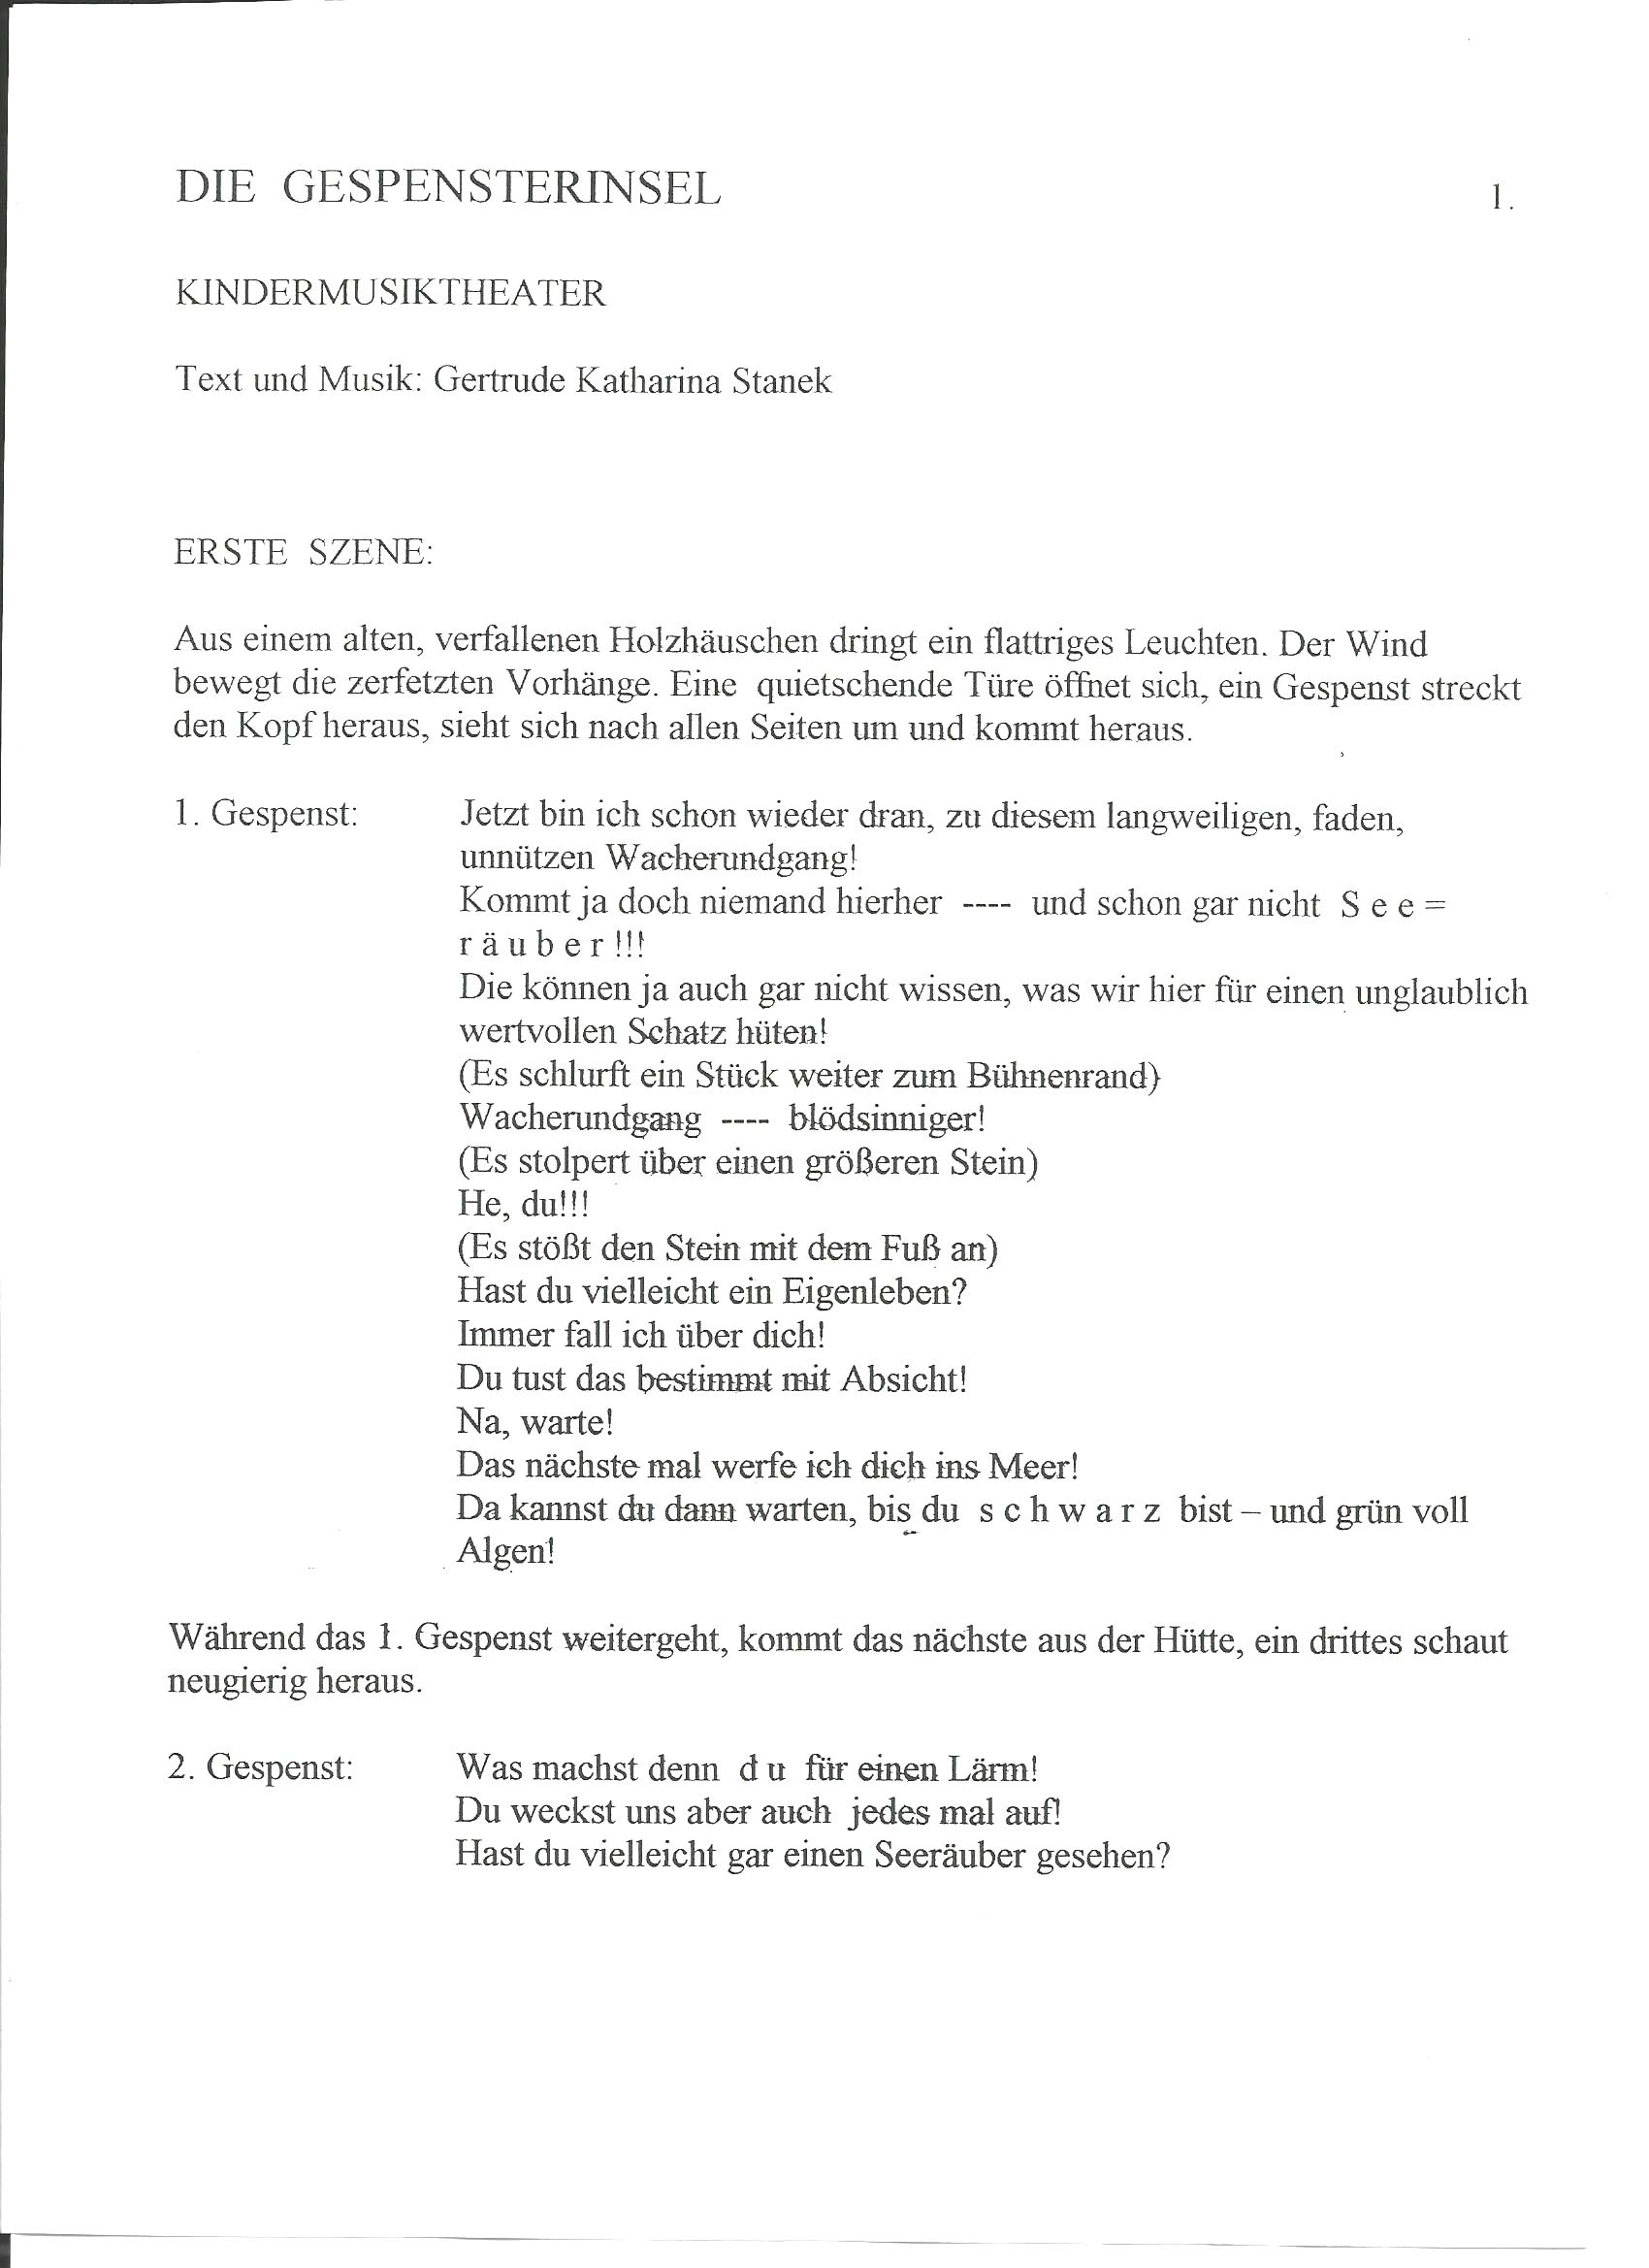 DIE GESPENSTERINSEL 1.
KINDERMUSIKTHEATER
Text und Musik: Gertrude Katharina Stanek
ERSTE SZENE:
Aus einem alten, verfallenen Holzhäuschen dringt ein flattriges Leuchten. Der Wind
bewegt die zerfetzten Vorhänge. Eine quietschende Türe öffnet sich, ein Gespenst streckt
den Kopf heraus, sieht sich nach allen Seiten um und kommt heraus.
1. Gespenst: Jetzt bin ich schon wieder dran, zu diesem langweiligen, faden,
unnützen Wacherundgang!
Kommt ja doch niemand hierher ---- und schon gar nicht S e e =
r ä u b e r !!!
Die können ja auch gar nicht wissen, was wir hier für einen unglaublich
wertvollen Schatz hüten!
(Es schlurft ein Stück weiter zum Bühnenrand)
Wacherundgang ---- blödsinniger!
(Es stolpert über einen größeren Stein)
He, du!!!
(Es stößt den Stein mit dem Fuß an)
Hast du vielleicht ein Eigenleben?
Immer fall ich über dich!
Du tust das bestimmt mit Absicht!
Na, warte!
Das nächste mal werfe ich dich ins Meer!
Da kannst du dann warten, bis du s c h w a r z bist – und grün voll
Algen!
Während das 1. Gespenst weitergeht, kommt das nächste aus der Hütte, ein drittes schaut
neugierig heraus.
2. Gespenst: Was machst denn d u für einen Lärm!
Du weckst uns aber auch jedes mal auf!
Hast du vielleicht gar einen Seeräuber gesehen?